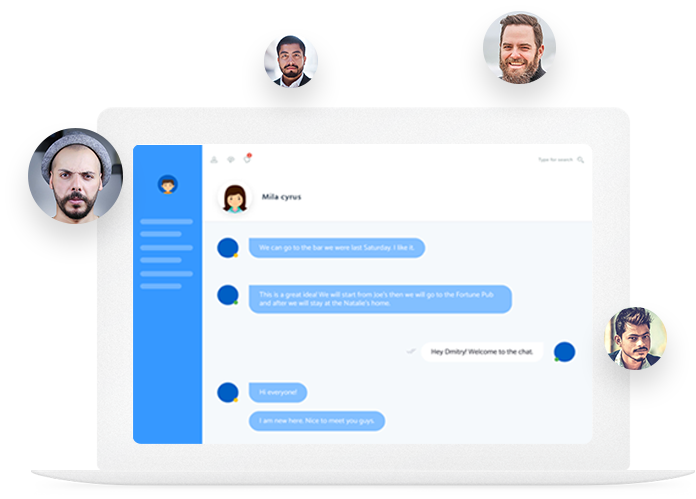 Type for search
Mila cyrus
We can go to the bar we were last Saturday. I like it.
This is a great idea! We will start from Joe's then we will go to the Fortune Pub
and after we will stay at the Natalie's home.
Hey Dmitry! Welcome to the chat.
Hi everyone!
I am new here. Nice to meet you guys.